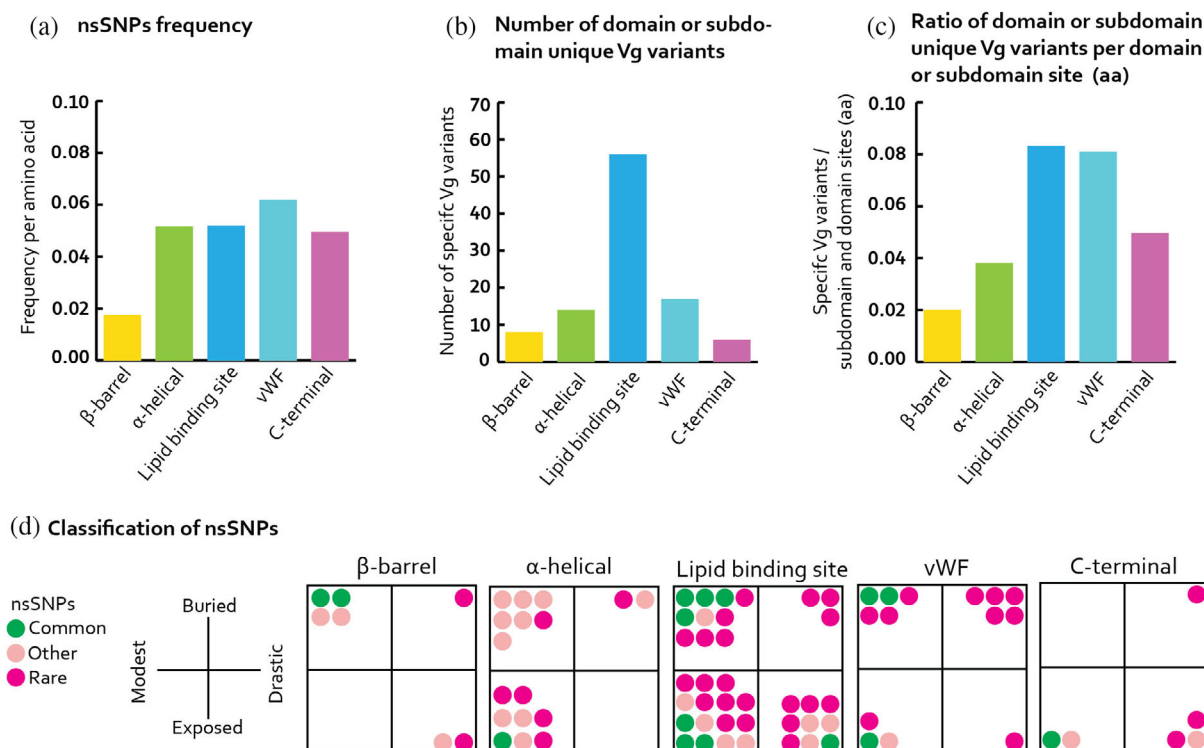 (a) nsSNPs frequency
Frequency per amino acid
0.10
0.08
0.06
0.04
0.02
0.00
β-barrel
α-helical
Lipid binding site
vWF
C-terminal
(b) Number of domain or subdo-
main unique Vg variants
Number of specifc Vg variants
70
60
50
40
30
20
10
0
β-barrel
α-helical
Lipid binding site
vWF
C-terminal
(c) Ratio of domain or subdomain
unique Vg variants per domain
or subdomain site (aa)
Specifc Vg variants /
subdomain and domain sites (aa)
0.10
0.08
0.06
0.04
0.02
0.00
β-barrel
α-helical
Lipid binding site
vWF
C-terminal
(d) Classification of nsSNPs
nsSNPs
Common
Other
Rare
Buried
Modest
Drastic
Exposed
β-barrel
α-helical
Lipid binding site
vWF
C-terminal